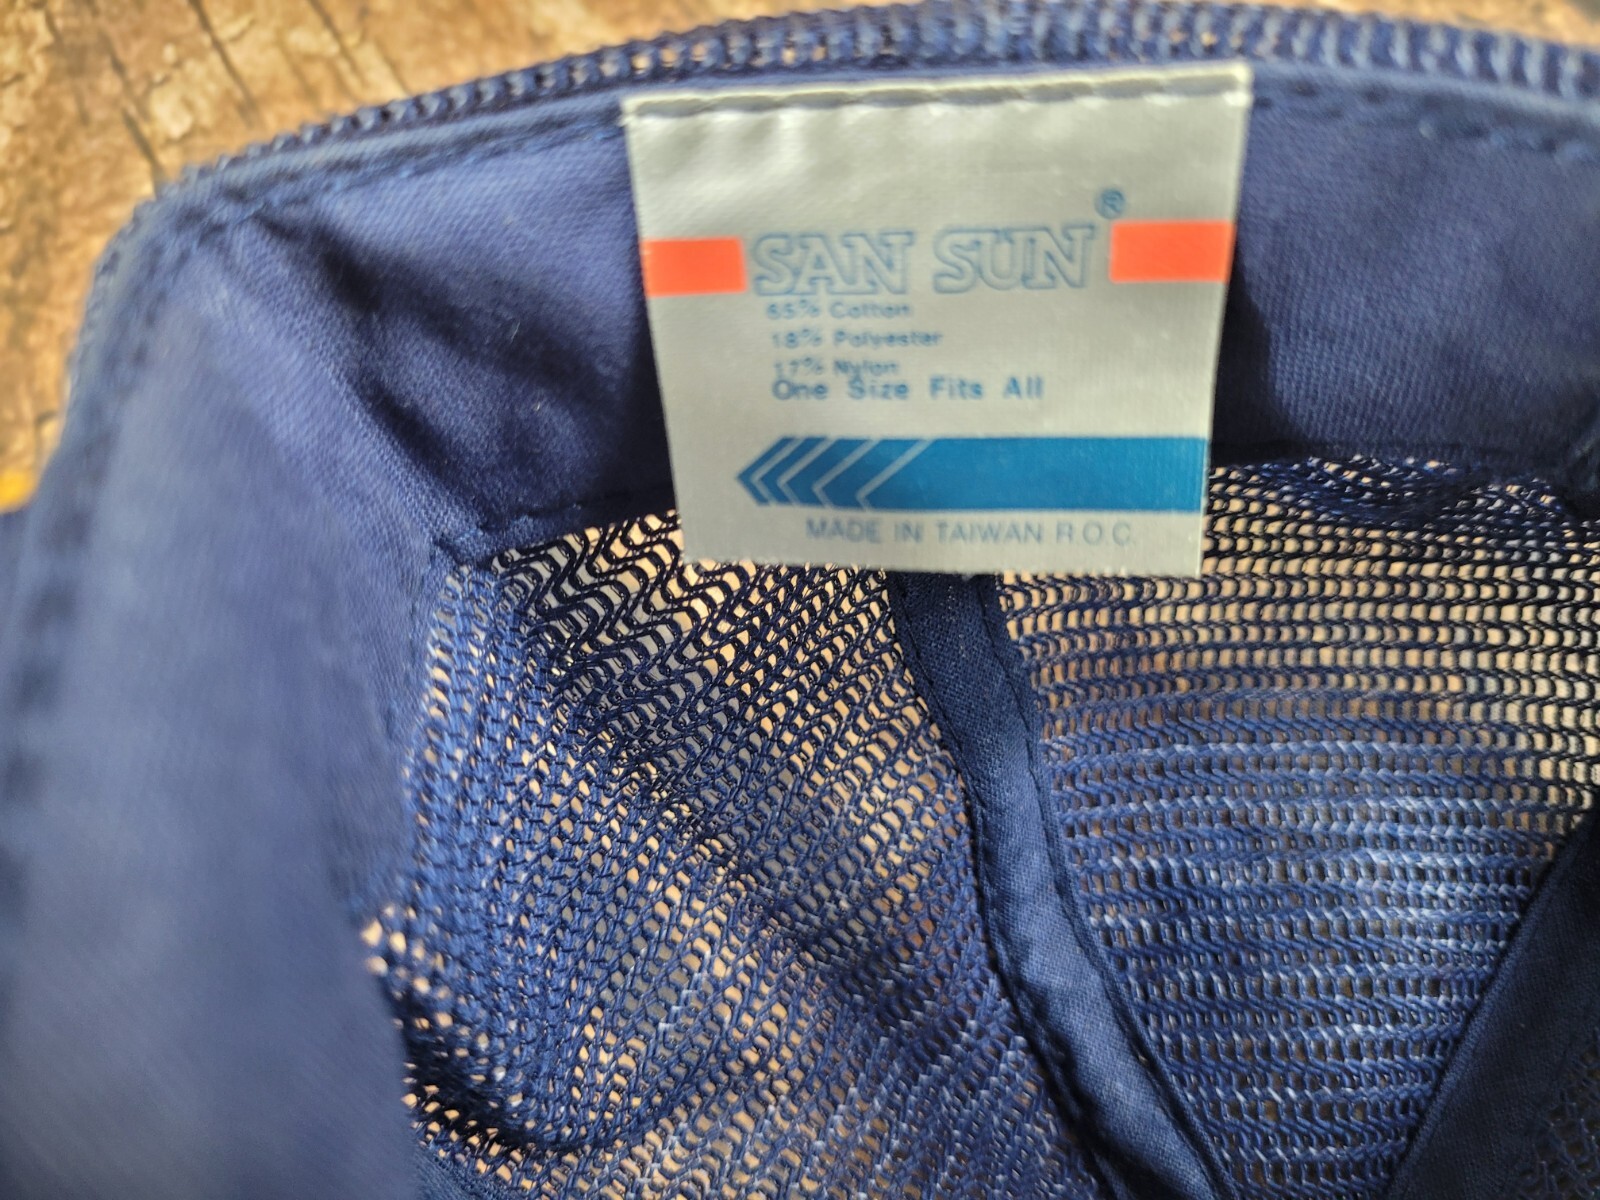 SAN SUN ®
65% Cotton
18% Polyester
17% Nylon
One Size Fits All
MADE IN TAIWAN R.O.C.